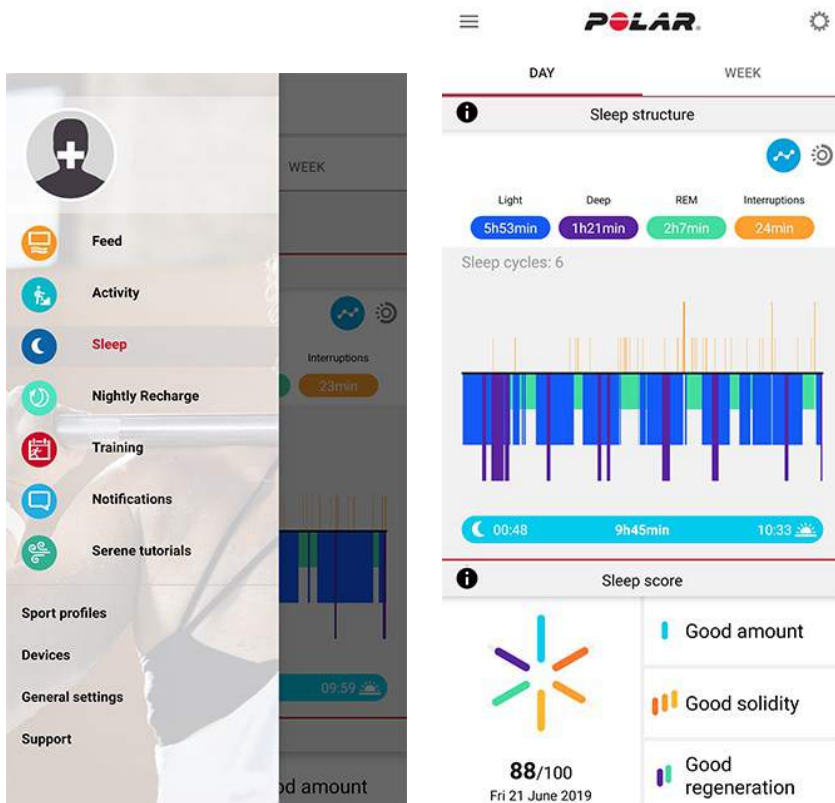 WEEK
Feed
Activity
Sleep
Nightly Recharge
Training
Notifications
Serene tutorials
Sport profiles
Devices
General settings
Support
Interruptions
23min
09:59
od amount
POLAR.
DAY WEEK
Sleep structure
Light Deep REM Interruptions
5h53min 1h21min 2h7min 24min
Sleep cycles: 6
00:48 9h45min 10:33
Sleep score
Good amount
Good solidity
Good
regeneration
88/100
Fri 21 June 2019